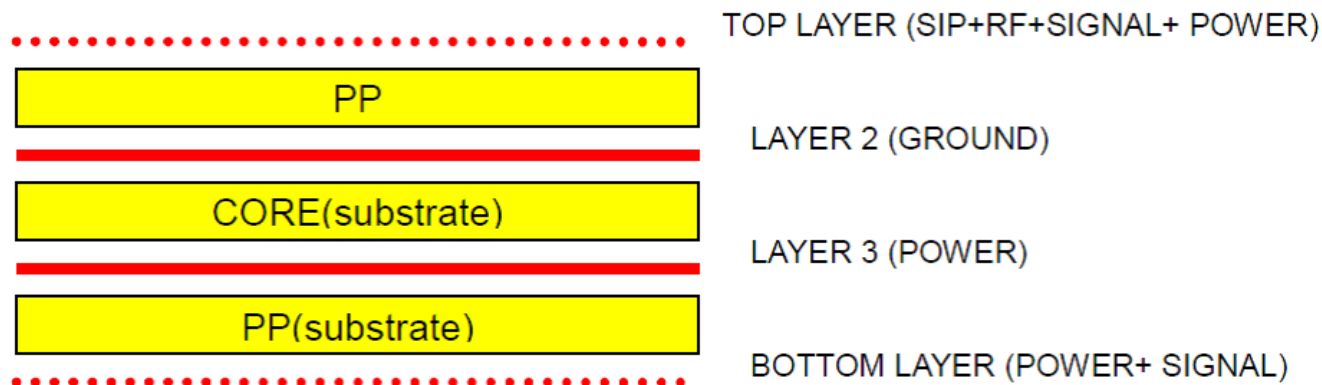 TOP LAYER (SIP+RF+SIGNAL+ POWER)
PP
LAYER 2 (GROUND)
CORE(substrate)
LAYER 3 (POWER)
PP(substrate)
BOTTOM LAYER (POWER+ SIGNAL)